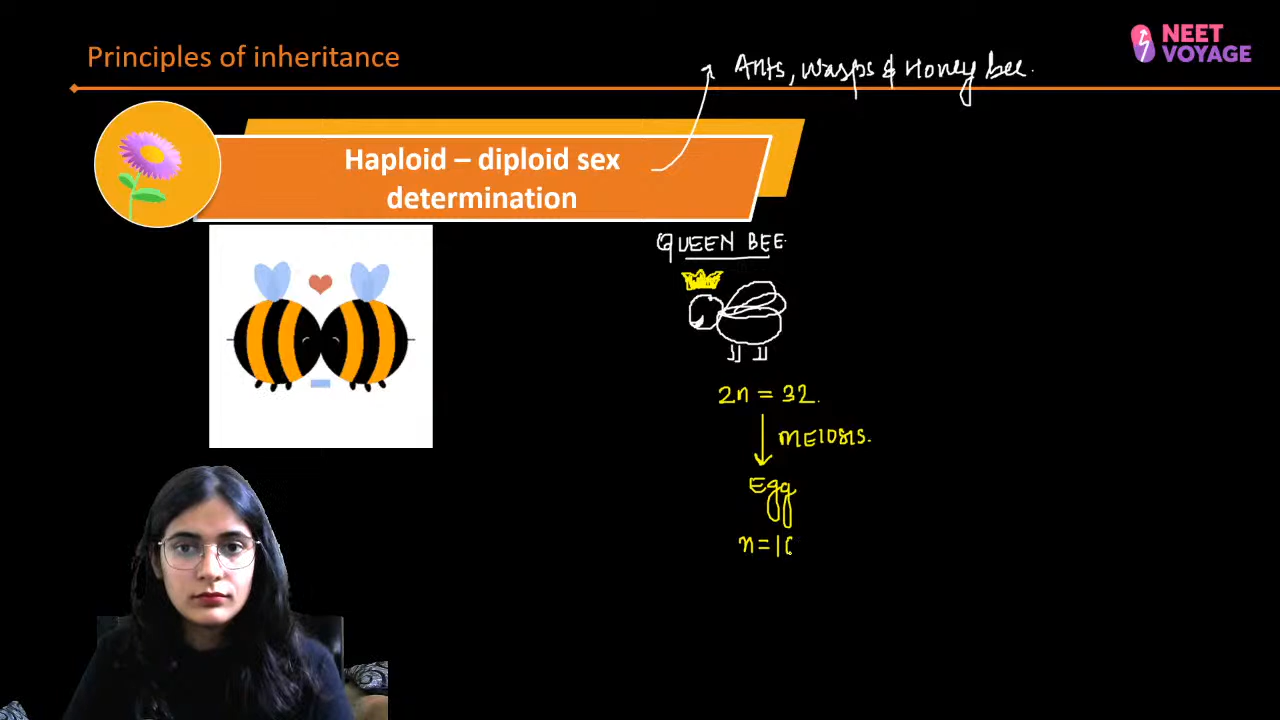 Principles of inheritance
NEET
VOYAGE
Ants, Wasps & Honey bee.
Haploid – diploid sex
determination
QUEEN BEE
2n = 32.
MEIOSIS.
Egg